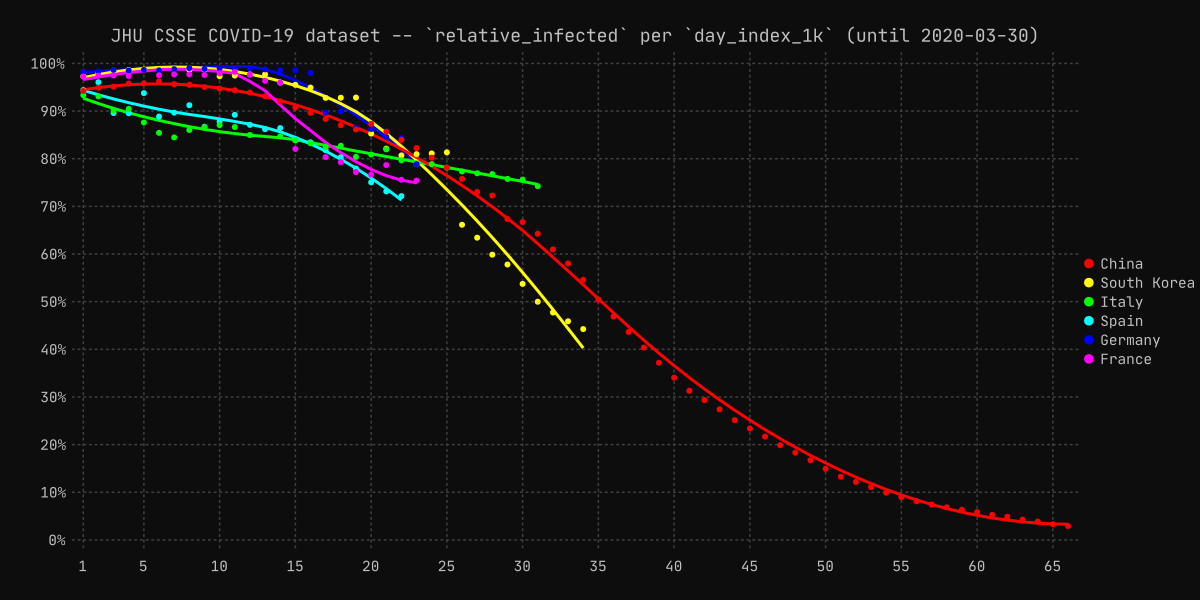 JHU CSSE COVID-19 dataset -- `relative_infected` per `day_index_1k` (until 2020-03-30)
100%
90%
80%
70%
60%
50%
40%
30%
20%
10%
0%
1 5 10 15 20 25 30 35 40 45 50 55 60 65
China
South Korea
Italy
Spain
Germany
France